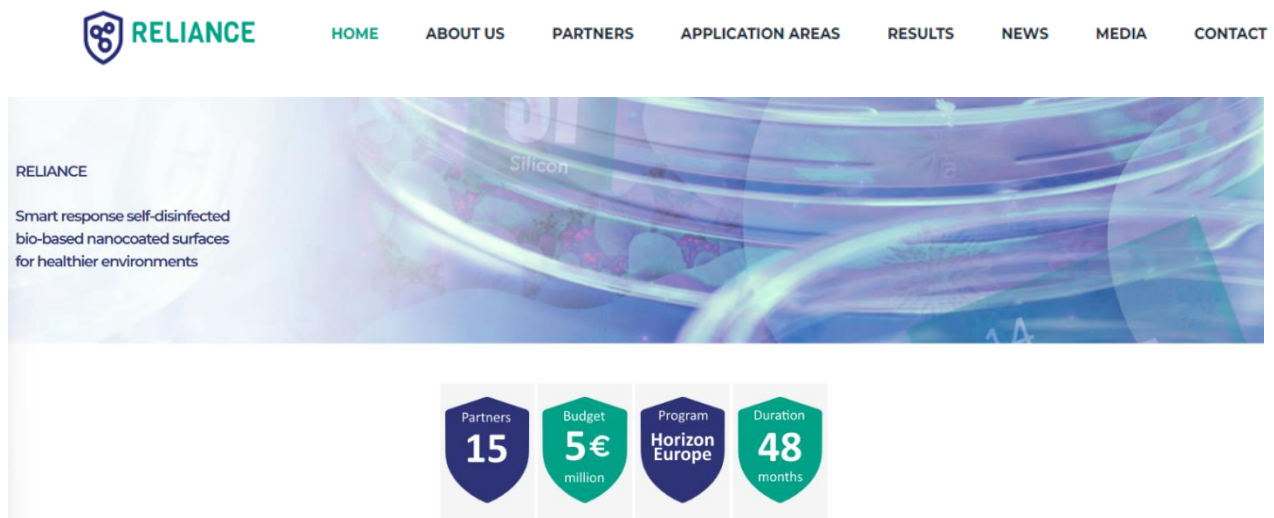 RELIANCE
HOME ABOUT US PARTNERS APPLICATION AREAS RESULTS NEWS MEDIA CONTACT
Cu
Si
Silicon
RELIANCE
Smart response self-disinfected
bio-based nanocoated surfaces
for healthier environments
14
Partners
15
Budget
5€
million
Program
Horizon
Europe
Duration
48
months